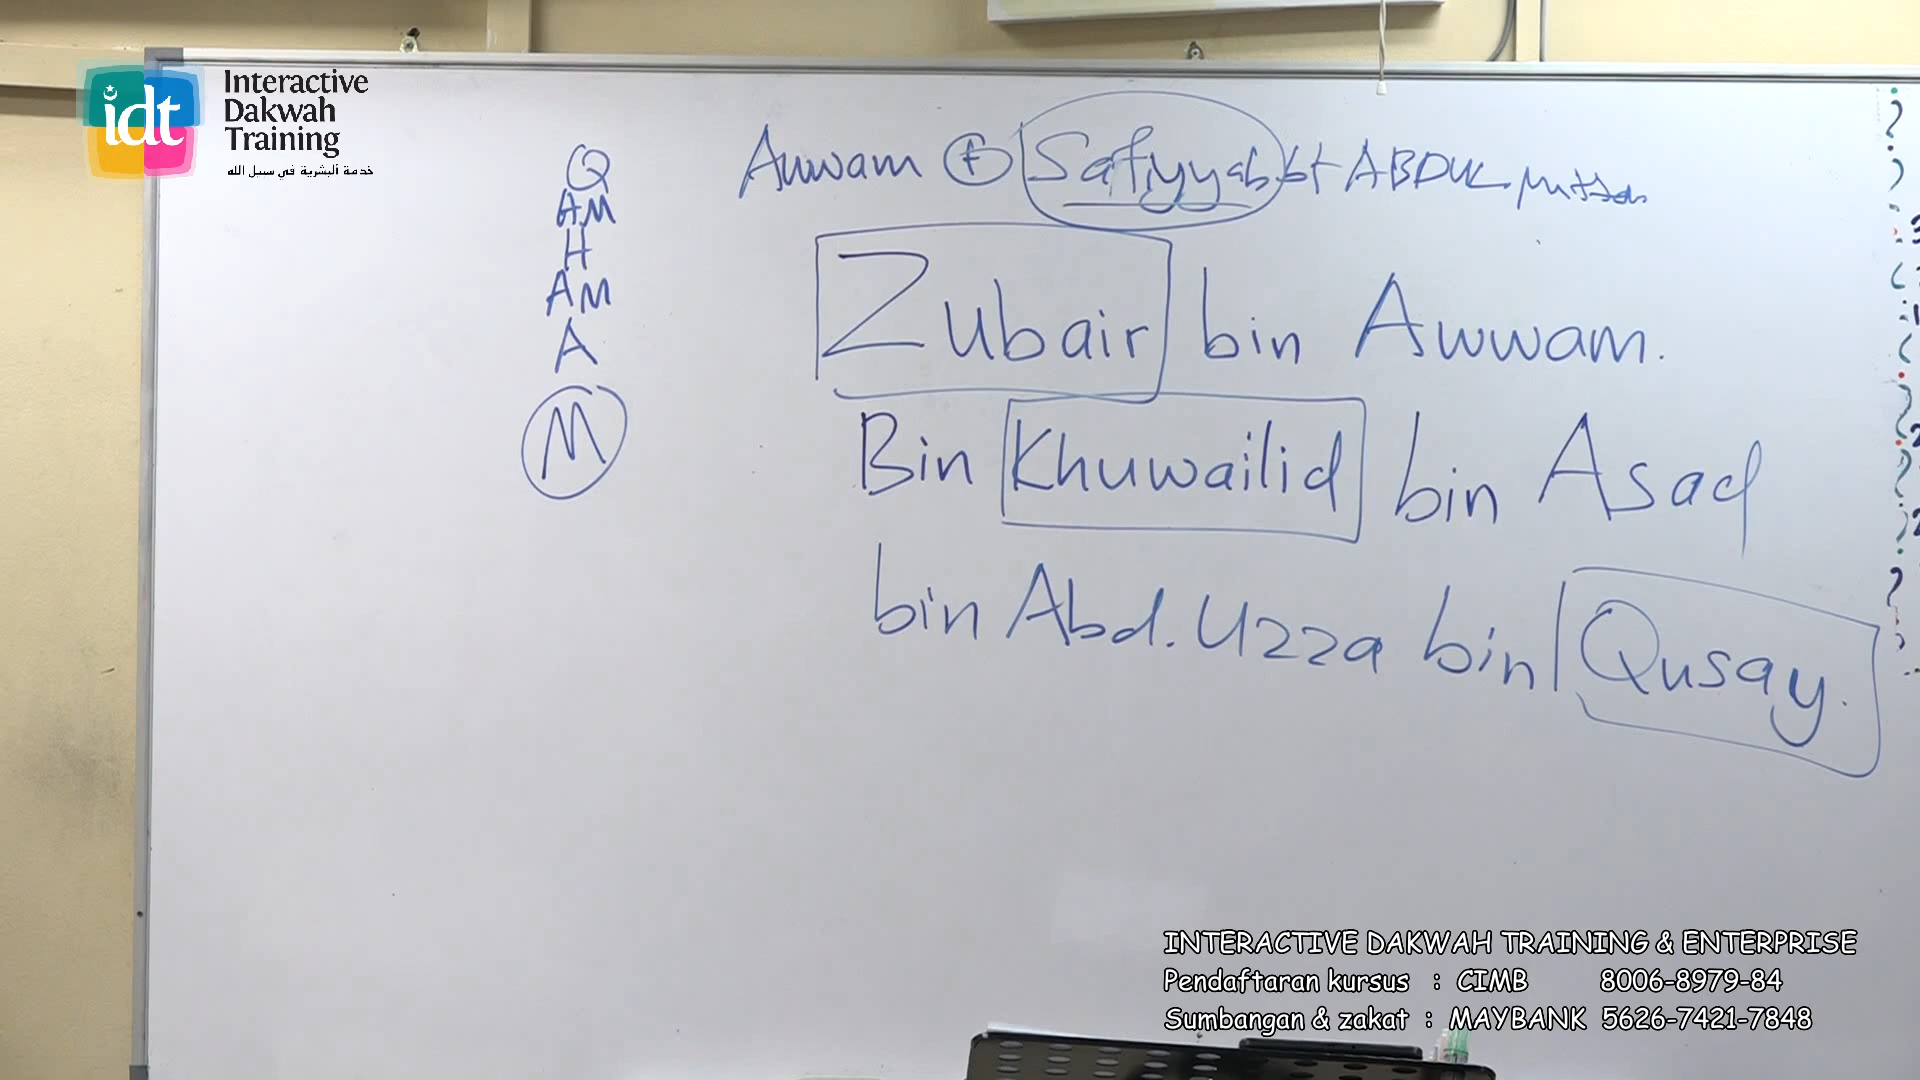 Interactive
Dakwah
Training
idt
خدمة ألبشرية في سبيل الله
Q
AM
H
AM
A
M
Awwam + Safiyyah bt ABDUL
Zubair bin Awwam.
Bin Khuwailid bin Asad
bin Abd. Uzza bin Qusay.
INTERACTIVE DAKWAH TRAINING & ENTERPRISE
Pendaftaran kursus : CIMB 8006-8979-84
Sumbangan & zakat : MAYBANK 5626-7421-7848